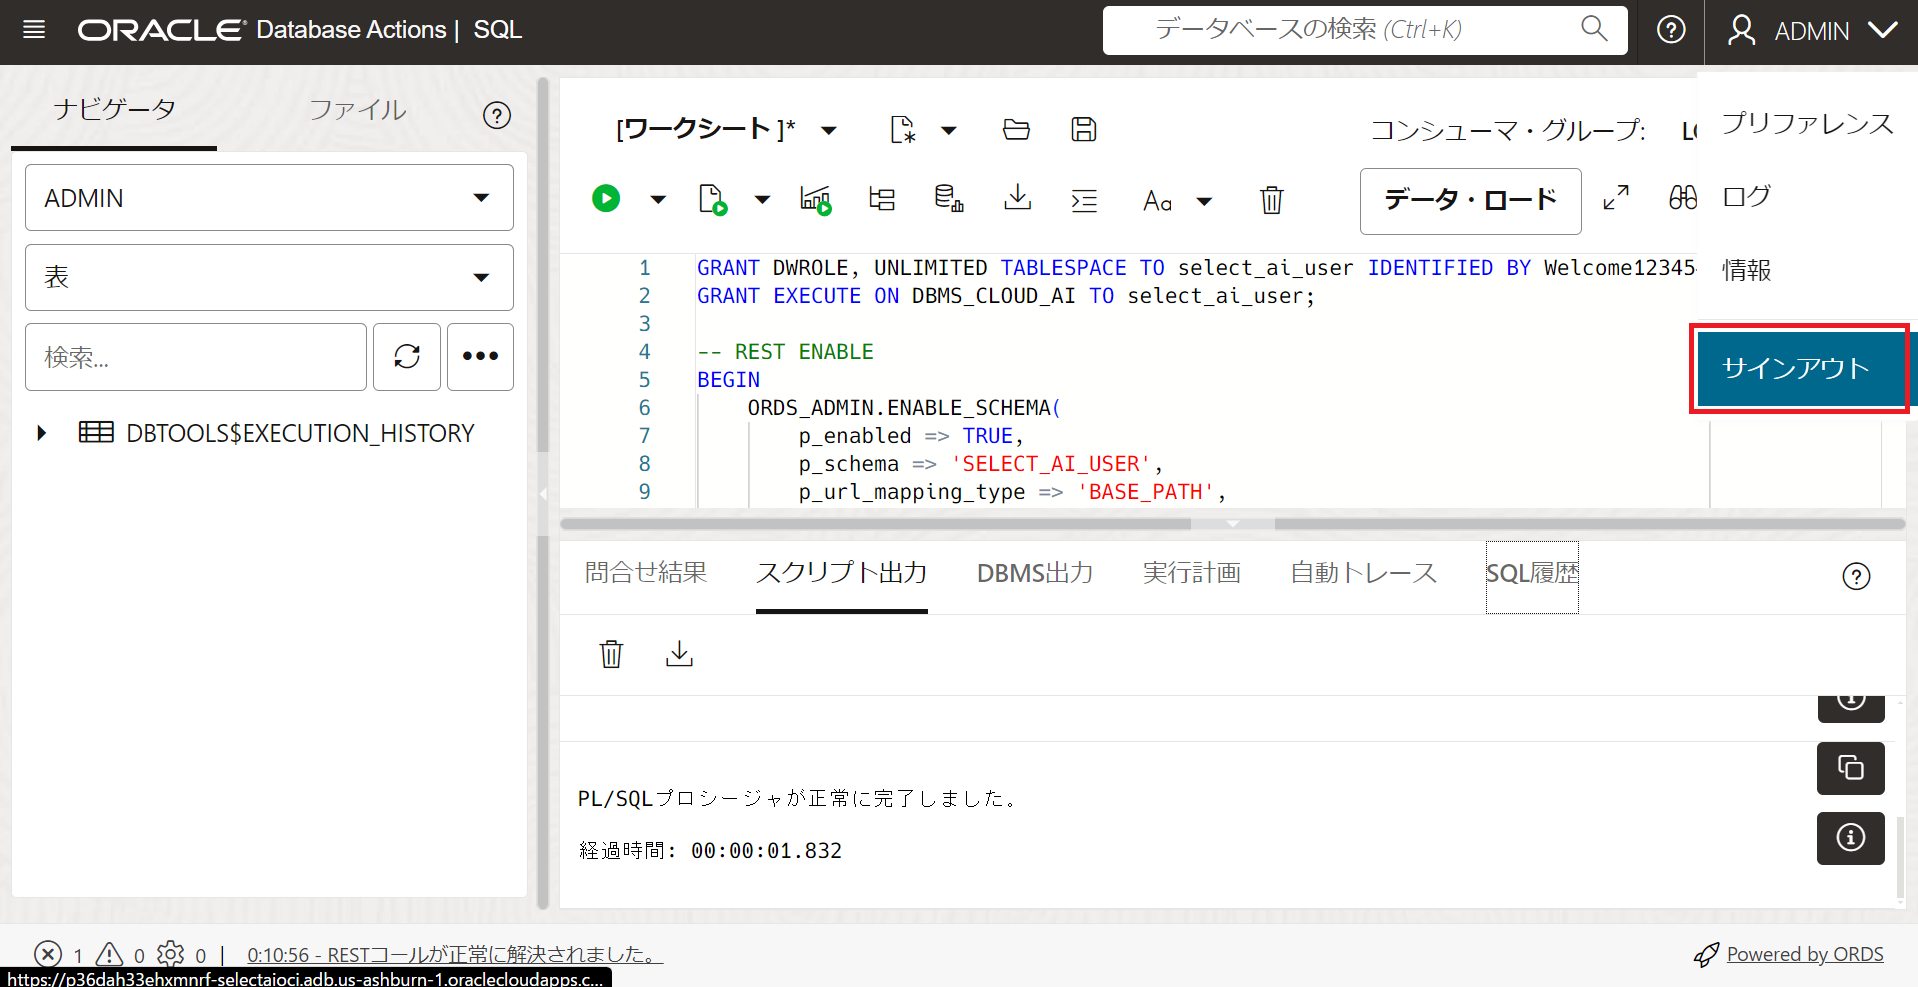 ORACLE Database Actions | SQL
データベースの検索 (Ctrl+K)
ADMIN
ナビゲータ
ファイル
ADMIN
表
検索...
DBTOOLS$EXECUTION_HISTORY
[ワークシート]*
コンシューマ・グループ:
データ・ロード
プリファレンス
ログ
情報
サインアウト
1 GRANT DWROLE, UNLIMITED TABLESPACE TO select_ai_user IDENTIFIED BY Welcome12345
2 GRANT EXECUTE ON DBMS_CLOUD_AI TO select_ai_user;
3
4 -- REST ENABLE
5 BEGIN
6 ORDS_ADMIN.ENABLE_SCHEMA(
7 p_enabled => TRUE,
8 p_schema => 'SELECT_AI_USER',
9 p_url_mapping_type => 'BASE_PATH',
問合せ結果
スクリプト出力
DBMS出力
実行計画
自動トレース
SQL履歴
PL/SQLプロシージャが正常に完了しました。
経過時間: 00:00:01.832
1 0 0 | 0:10:56 - RESTコールが正常に解決されました。
Powered by ORDS
https://p36dah33ehxmnrf-selectaioci.adb.us-ashburn-1.oraclecloudapps.c...